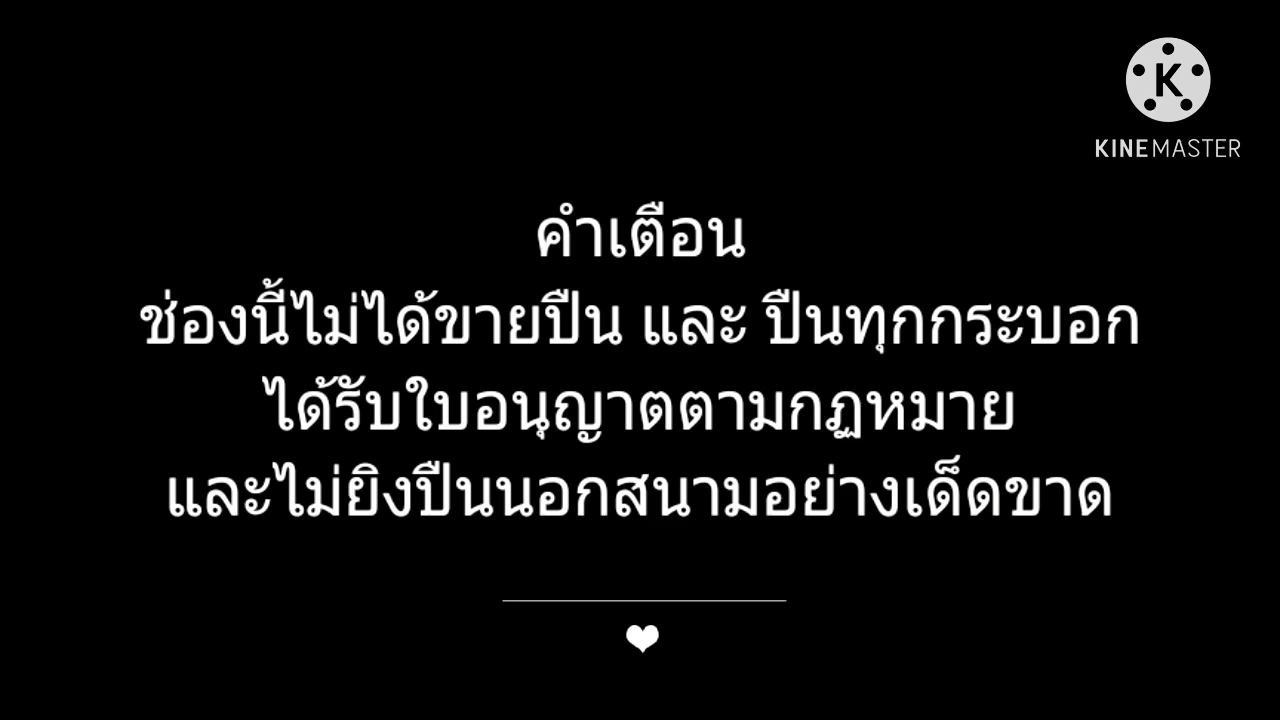 K
KINEMASTER
คำเตือน
ช่องนี้ไม่ได้ขายปืน และ ปืนทุกกระบอก
ได้รับใบอนุญาตตามกฏหมาย
และไม่ยิงปืนนอกสนามอย่างเด็ดขาด